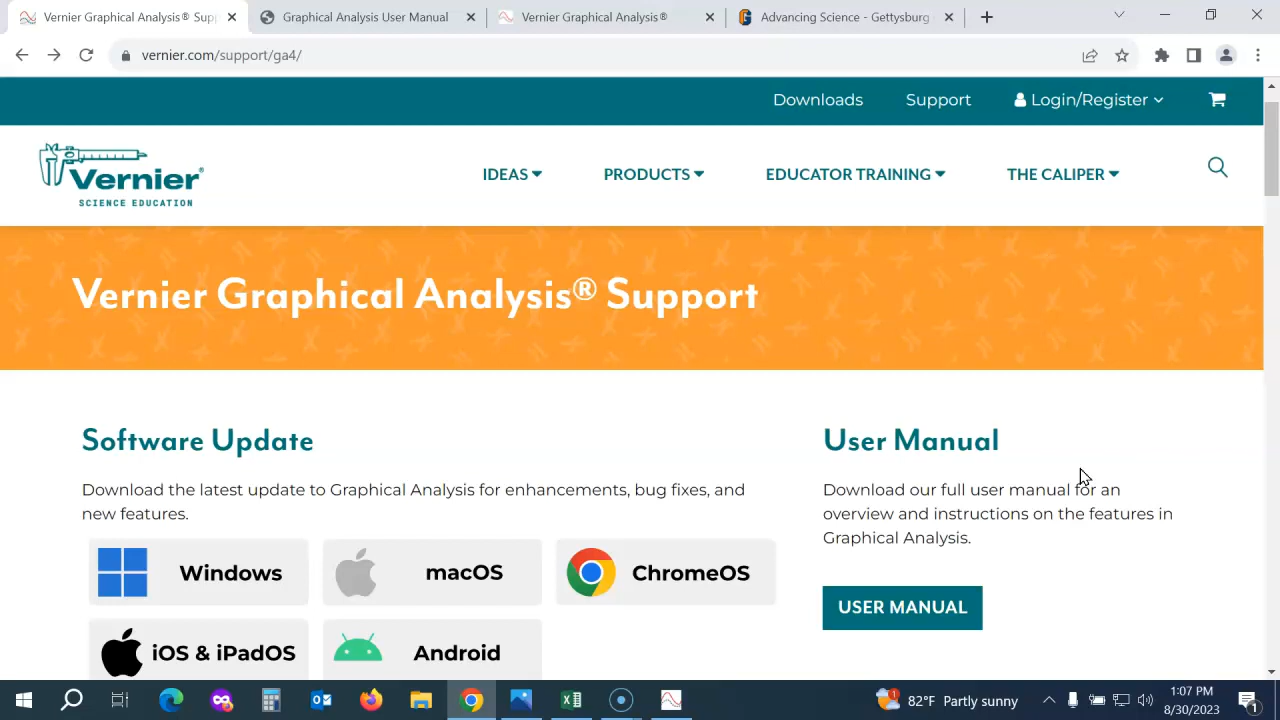 Vernier Graphical Analysis® Supp
Graphical Analysis User Manual
Vernier Graphical Analysis®
Advancing Science - Gettysburg
vernier.com/support/ga4/
Downloads
Support
Login/Register
Vernier®
SCIENCE EDUCATION
IDEAS
PRODUCTS
EDUCATOR TRAINING
THE CALIPER
Vernier Graphical Analysis® Support
Software Update
Download the latest update to Graphical Analysis for enhancements, bug fixes, and
new features.
Windows
macOS
ChromeOS
iOS & iPadOS
Android
User Manual
Download our full user manual for an
overview and instructions on the features in
Graphical Analysis.
USER MANUAL
1
82°F Partly sunny
1:07 PM
8/30/2023
1